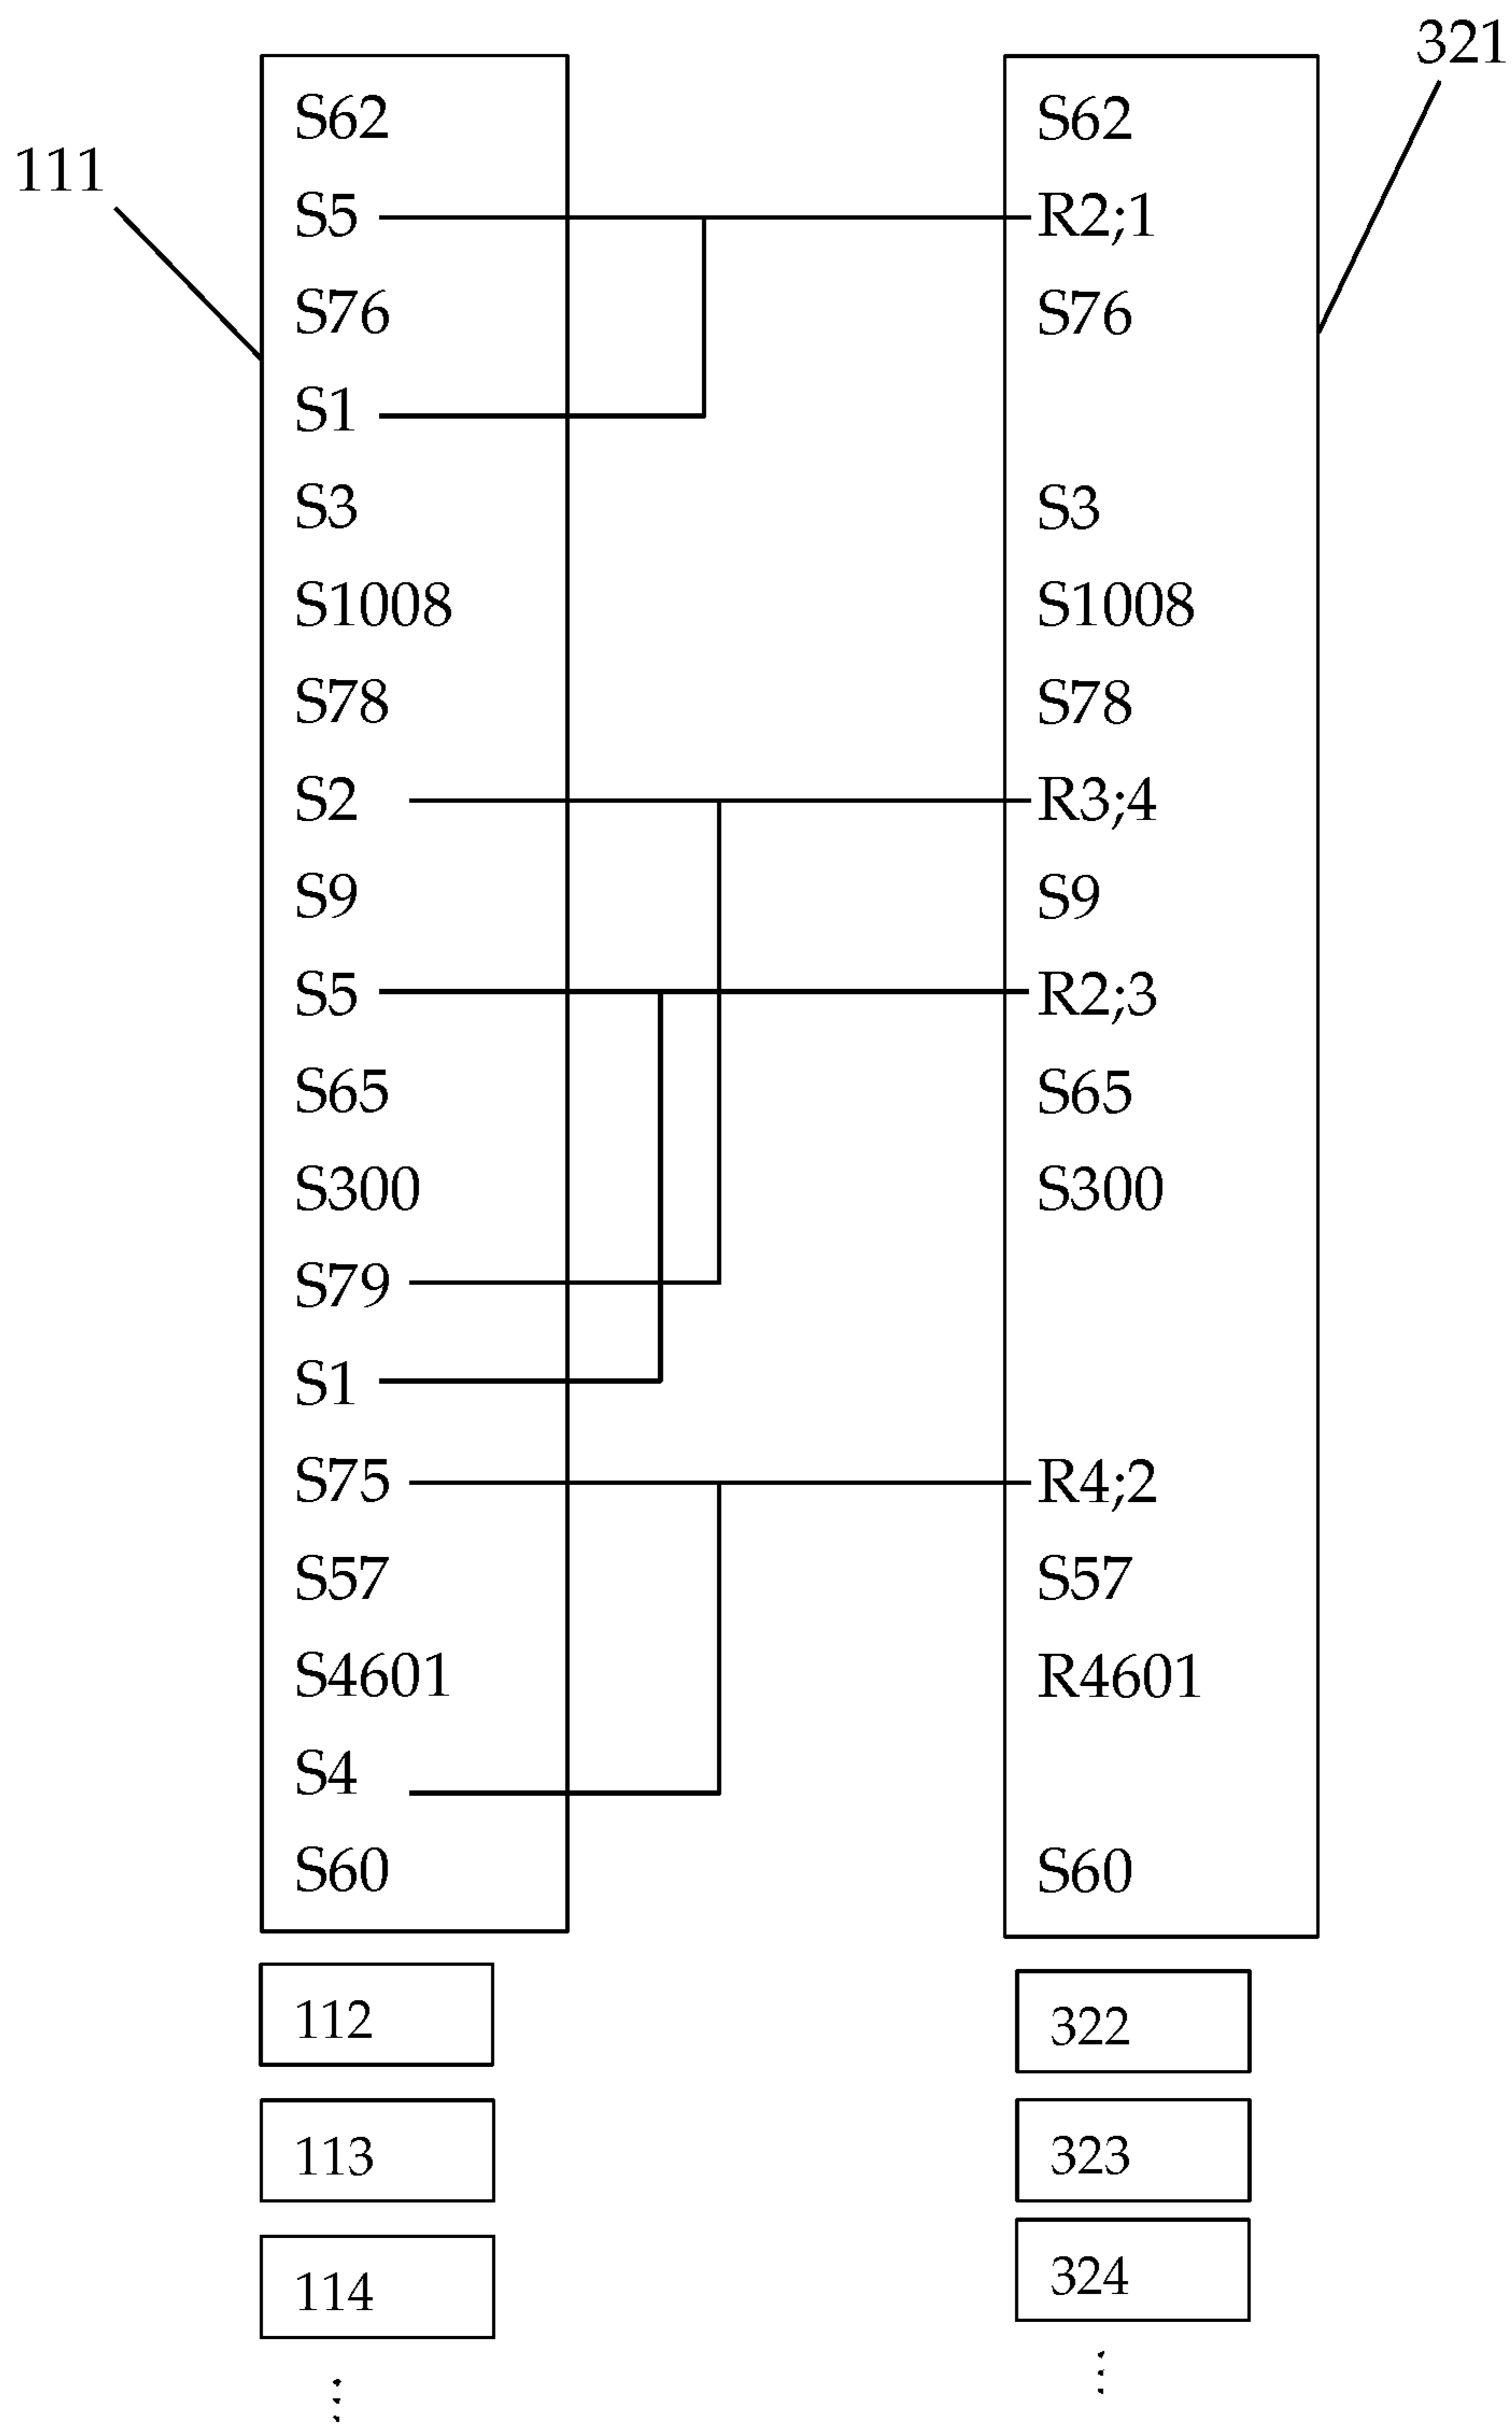 321
111
S62
S5
S76
S1
S3
S1008
S78
S2
S9
S5
S65
S300
S79
S1
S75
S57
S4601
S4
S60
S62
R2;1
S76
S3
S1008
S78
R3;4
S9
R2;3
S65
S300
R4;2
S57
R4601
S60
112
113
114
⋮
322
323
324
⋮